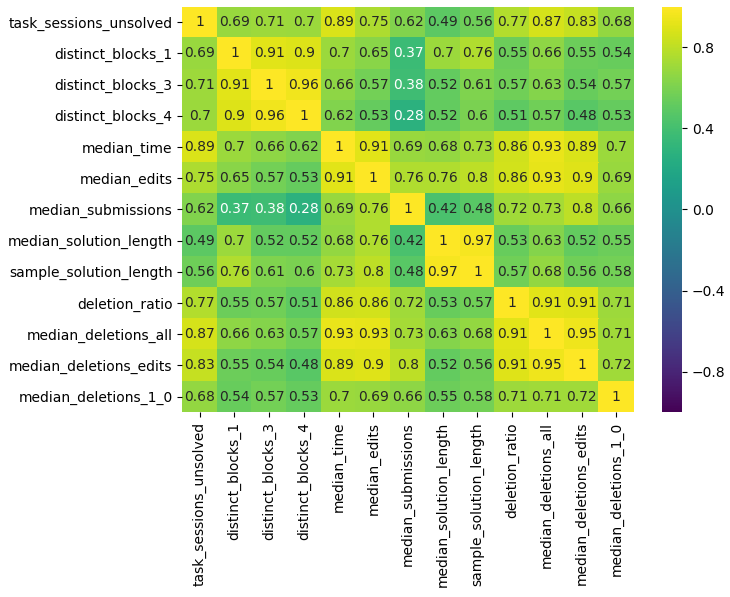 task_sessions_unsolved 1 0.69 0.71 0.7 0.89 0.75 0.62 0.49 0.56 0.77 0.87 0.83 0.68
distinct_blocks_1 0.69 1 0.91 0.9 0.7 0.65 0.37 0.7 0.76 0.55 0.66 0.55 0.54
distinct_blocks_3 0.71 0.91 1 0.96 0.66 0.57 0.38 0.52 0.61 0.57 0.63 0.54 0.57
distinct_blocks_4 0.7 0.9 0.96 1 0.62 0.53 0.28 0.52 0.6 0.51 0.57 0.48 0.53
median_time 0.89 0.7 0.66 0.62 1 0.91 0.69 0.68 0.73 0.86 0.93 0.89 0.7
median_edits 0.75 0.65 0.57 0.53 0.91 1 0.76 0.76 0.8 0.86 0.93 0.9 0.69
median_submissions 0.62 0.37 0.38 0.28 0.69 0.76 1 0.42 0.48 0.72 0.73 0.8 0.66
median_solution_length 0.49 0.7 0.52 0.52 0.68 0.76 0.42 1 0.97 0.53 0.63 0.52 0.55
sample_solution_length 0.56 0.76 0.61 0.6 0.73 0.8 0.48 0.97 1 0.57 0.68 0.56 0.58
deletion_ratio 0.77 0.55 0.57 0.51 0.86 0.86 0.72 0.53 0.57 1 0.91 0.91 0.71
median_deletions_all 0.87 0.66 0.63 0.57 0.93 0.93 0.73 0.63 0.68 0.91 1 0.95 0.71
median_deletions_edits 0.83 0.55 0.54 0.48 0.89 0.9 0.8 0.52 0.56 0.91 0.95 1 0.72
median_deletions_1_0 0.68 0.54 0.57 0.53 0.7 0.69 0.66 0.55 0.58 0.71 0.71 0.72 1
task_sessions_unsolved
distinct_blocks_1
distinct_blocks_3
distinct_blocks_4
median_time
median_edits
median_submissions
median_solution_length
sample_solution_length
deletion_ratio
median_deletions_all
median_deletions_edits
median_deletions_1_0
0.8
0.4
0.0
−0.4
−0.8